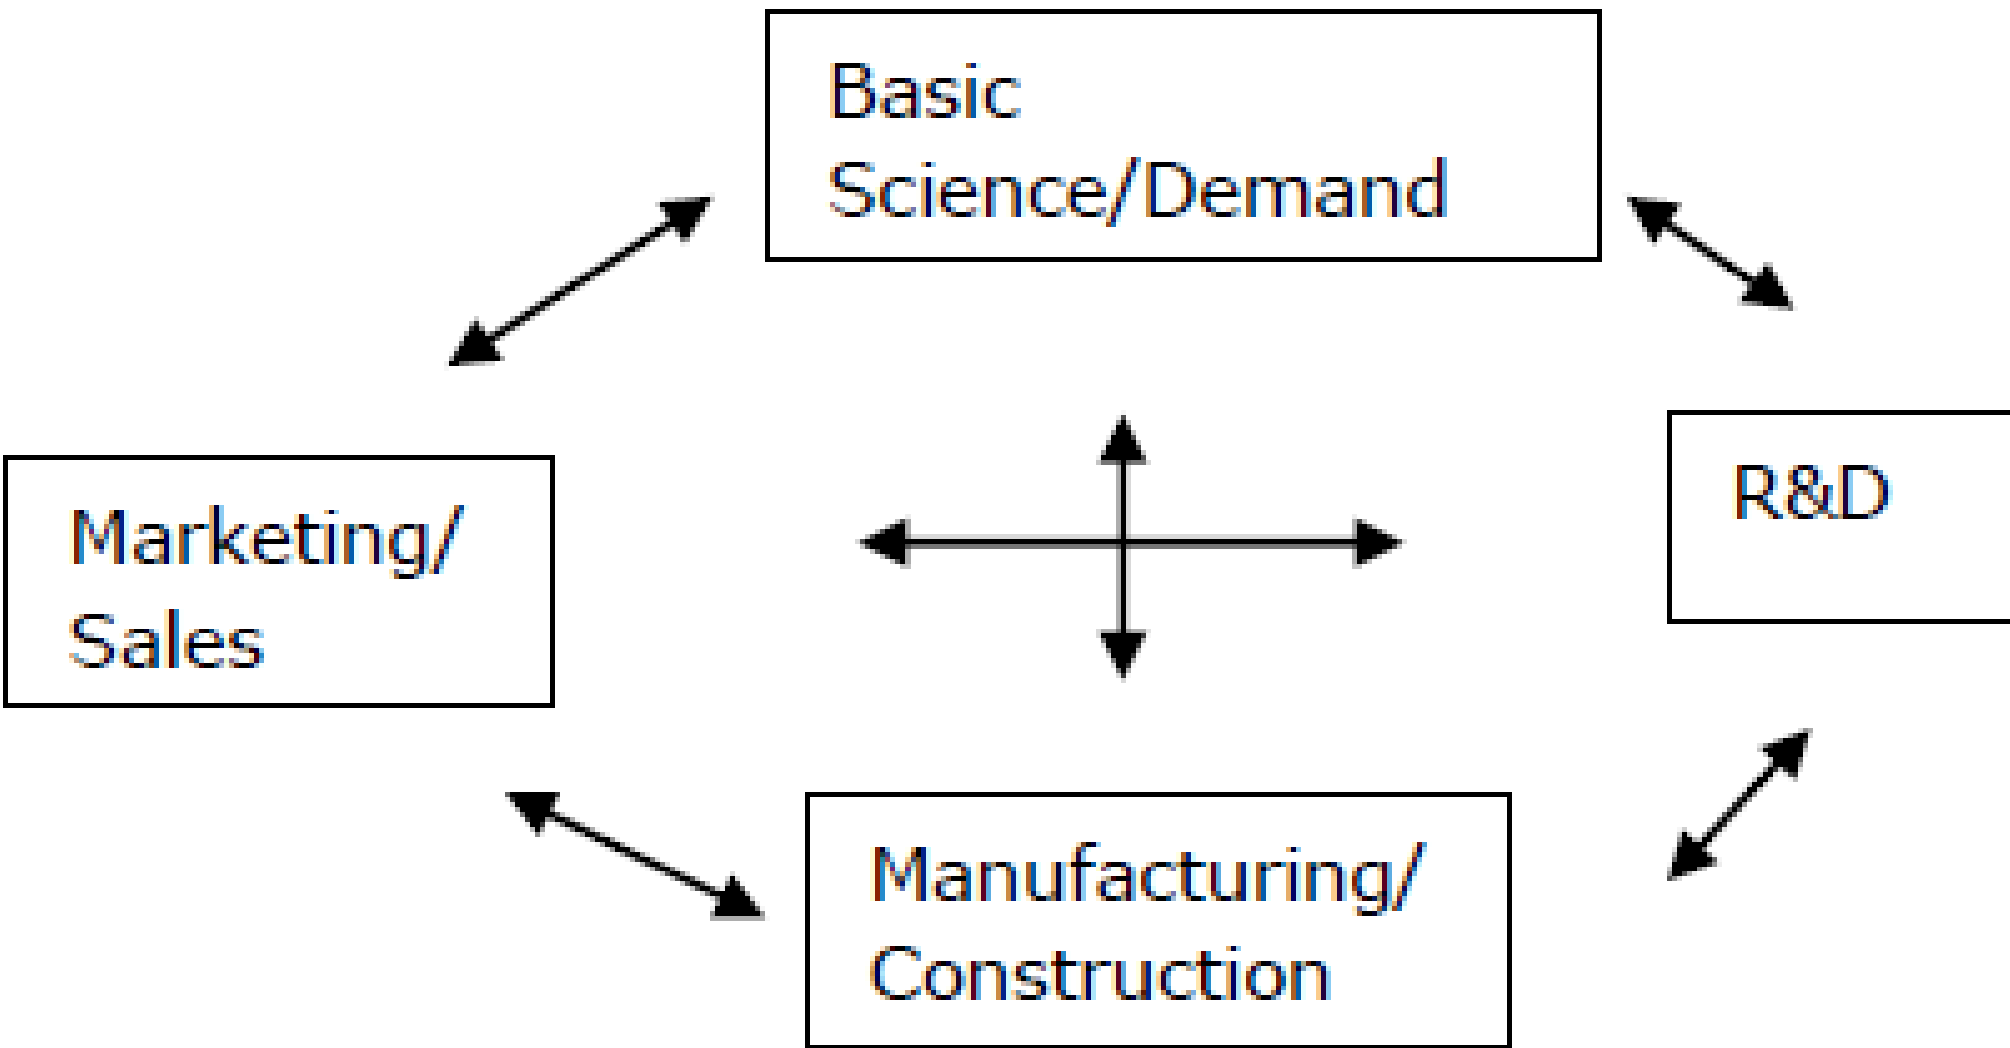 Basic
Science/Demand
R&D
Marketing/
Sales
Manufacturing/
Construction